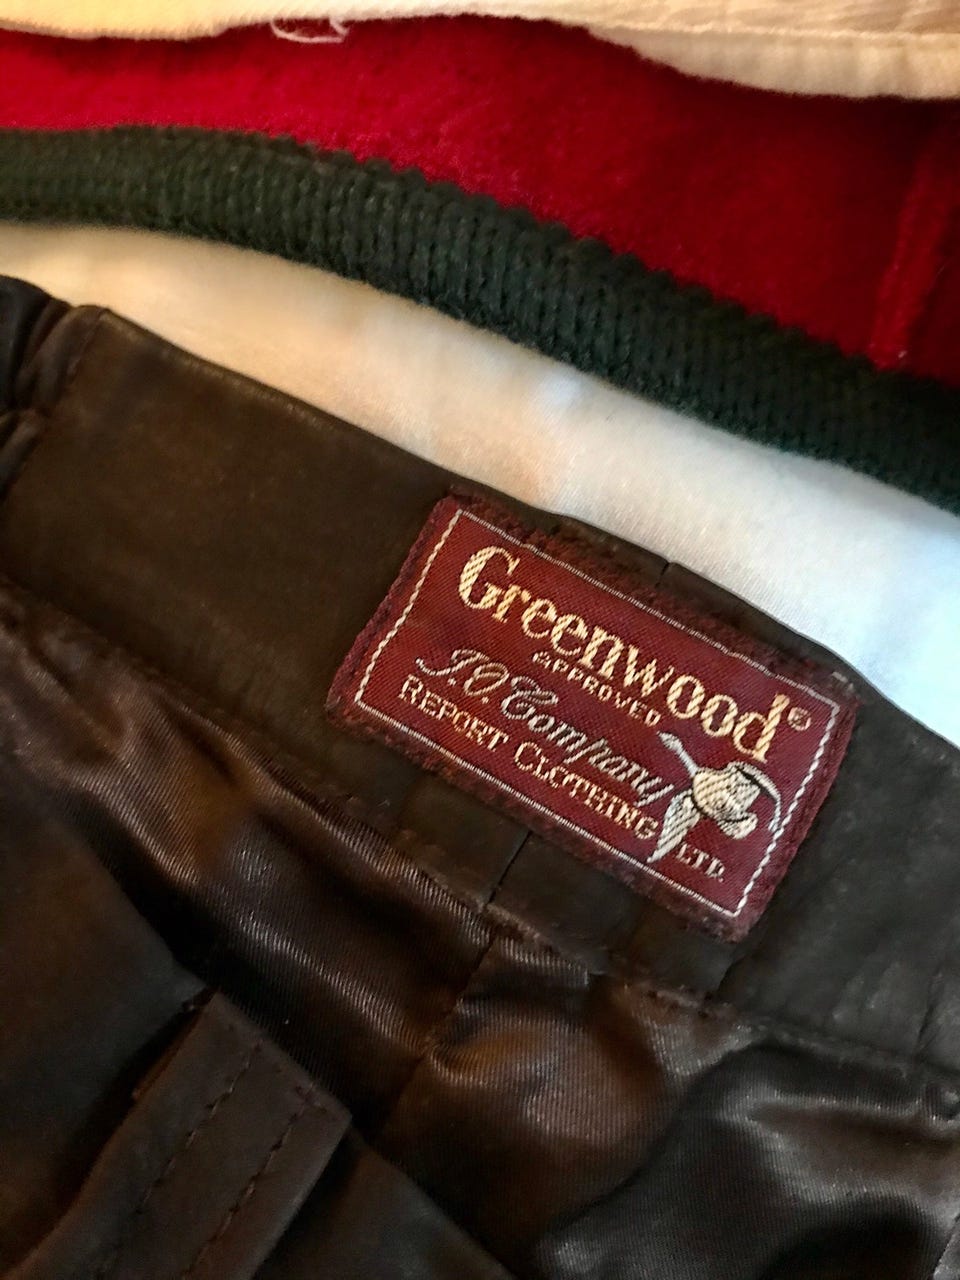 Greenwood®
APPROVED
J.O Company
REPORT CLOTHING LTD.